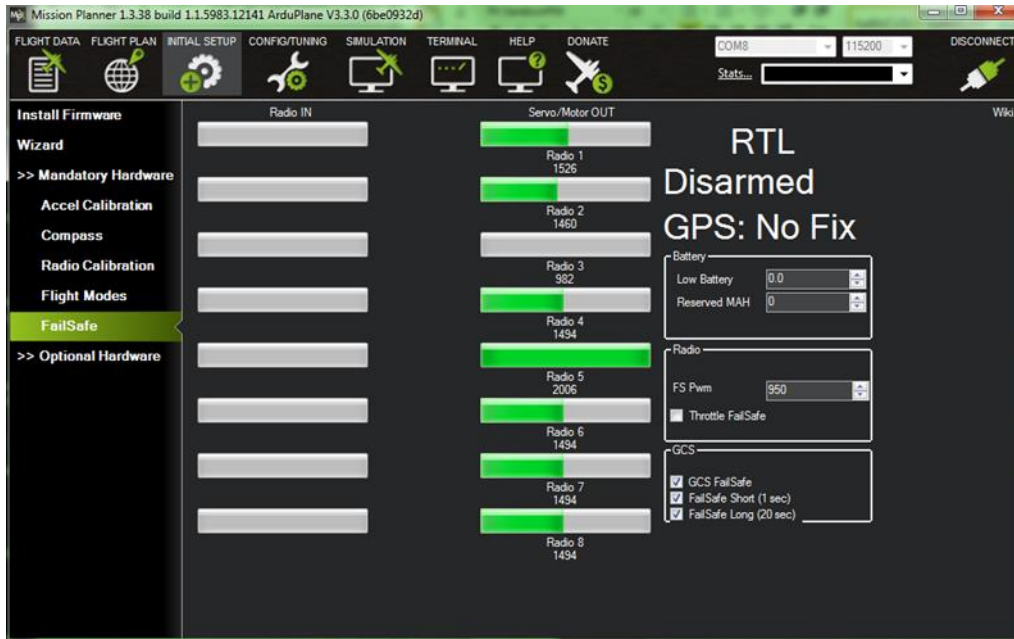 Mission Planner 1.3.38 build 1.1.5983.12141 ArduPlane V3.3.0 (6be0932d)
FLIGHT DATA FLIGHT PLAN INITIAL SETUP CONFIG/TUNING SIMULATION TERMINAL HELP DONATE
COM8 115200 DISCONNECT
Stats...
Install Firmware
Wizard
>> Mandatory Hardware
Accel Calibration
Compass
Radio Calibration
Flight Modes
FailSafe
>> Optional Hardware
Radio IN
Servo/Motor OUT
Radio 1
1526
Radio 2
1460
Radio 3
982
Radio 4
1494
Radio 5
2006
Radio 6
1494
Radio 7
1494
Radio 8
1494
Wiki
RTL
Disarmed
GPS: No Fix
Battery
Low Battery 0.0
Reserved MAH 0
Radio
FS Pwm 950
Throttle FailSafe
GCS
GCS FailSafe
FailSafe Short (1 sec)
FailSafe Long (20 sec)